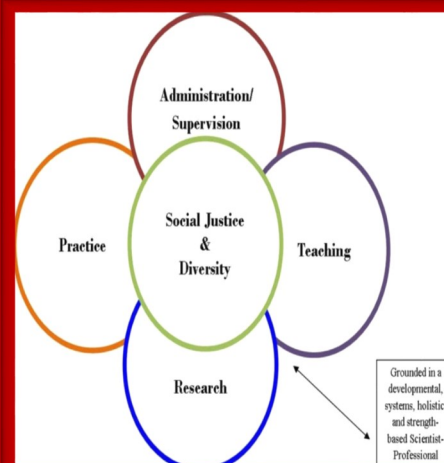 Administration/
Supervision
Social Justice
&
Diversity
Practice
Teaching
Research
Grounded in a
developmental,
systems, holistic
and strength-
based Scientist-
Professional